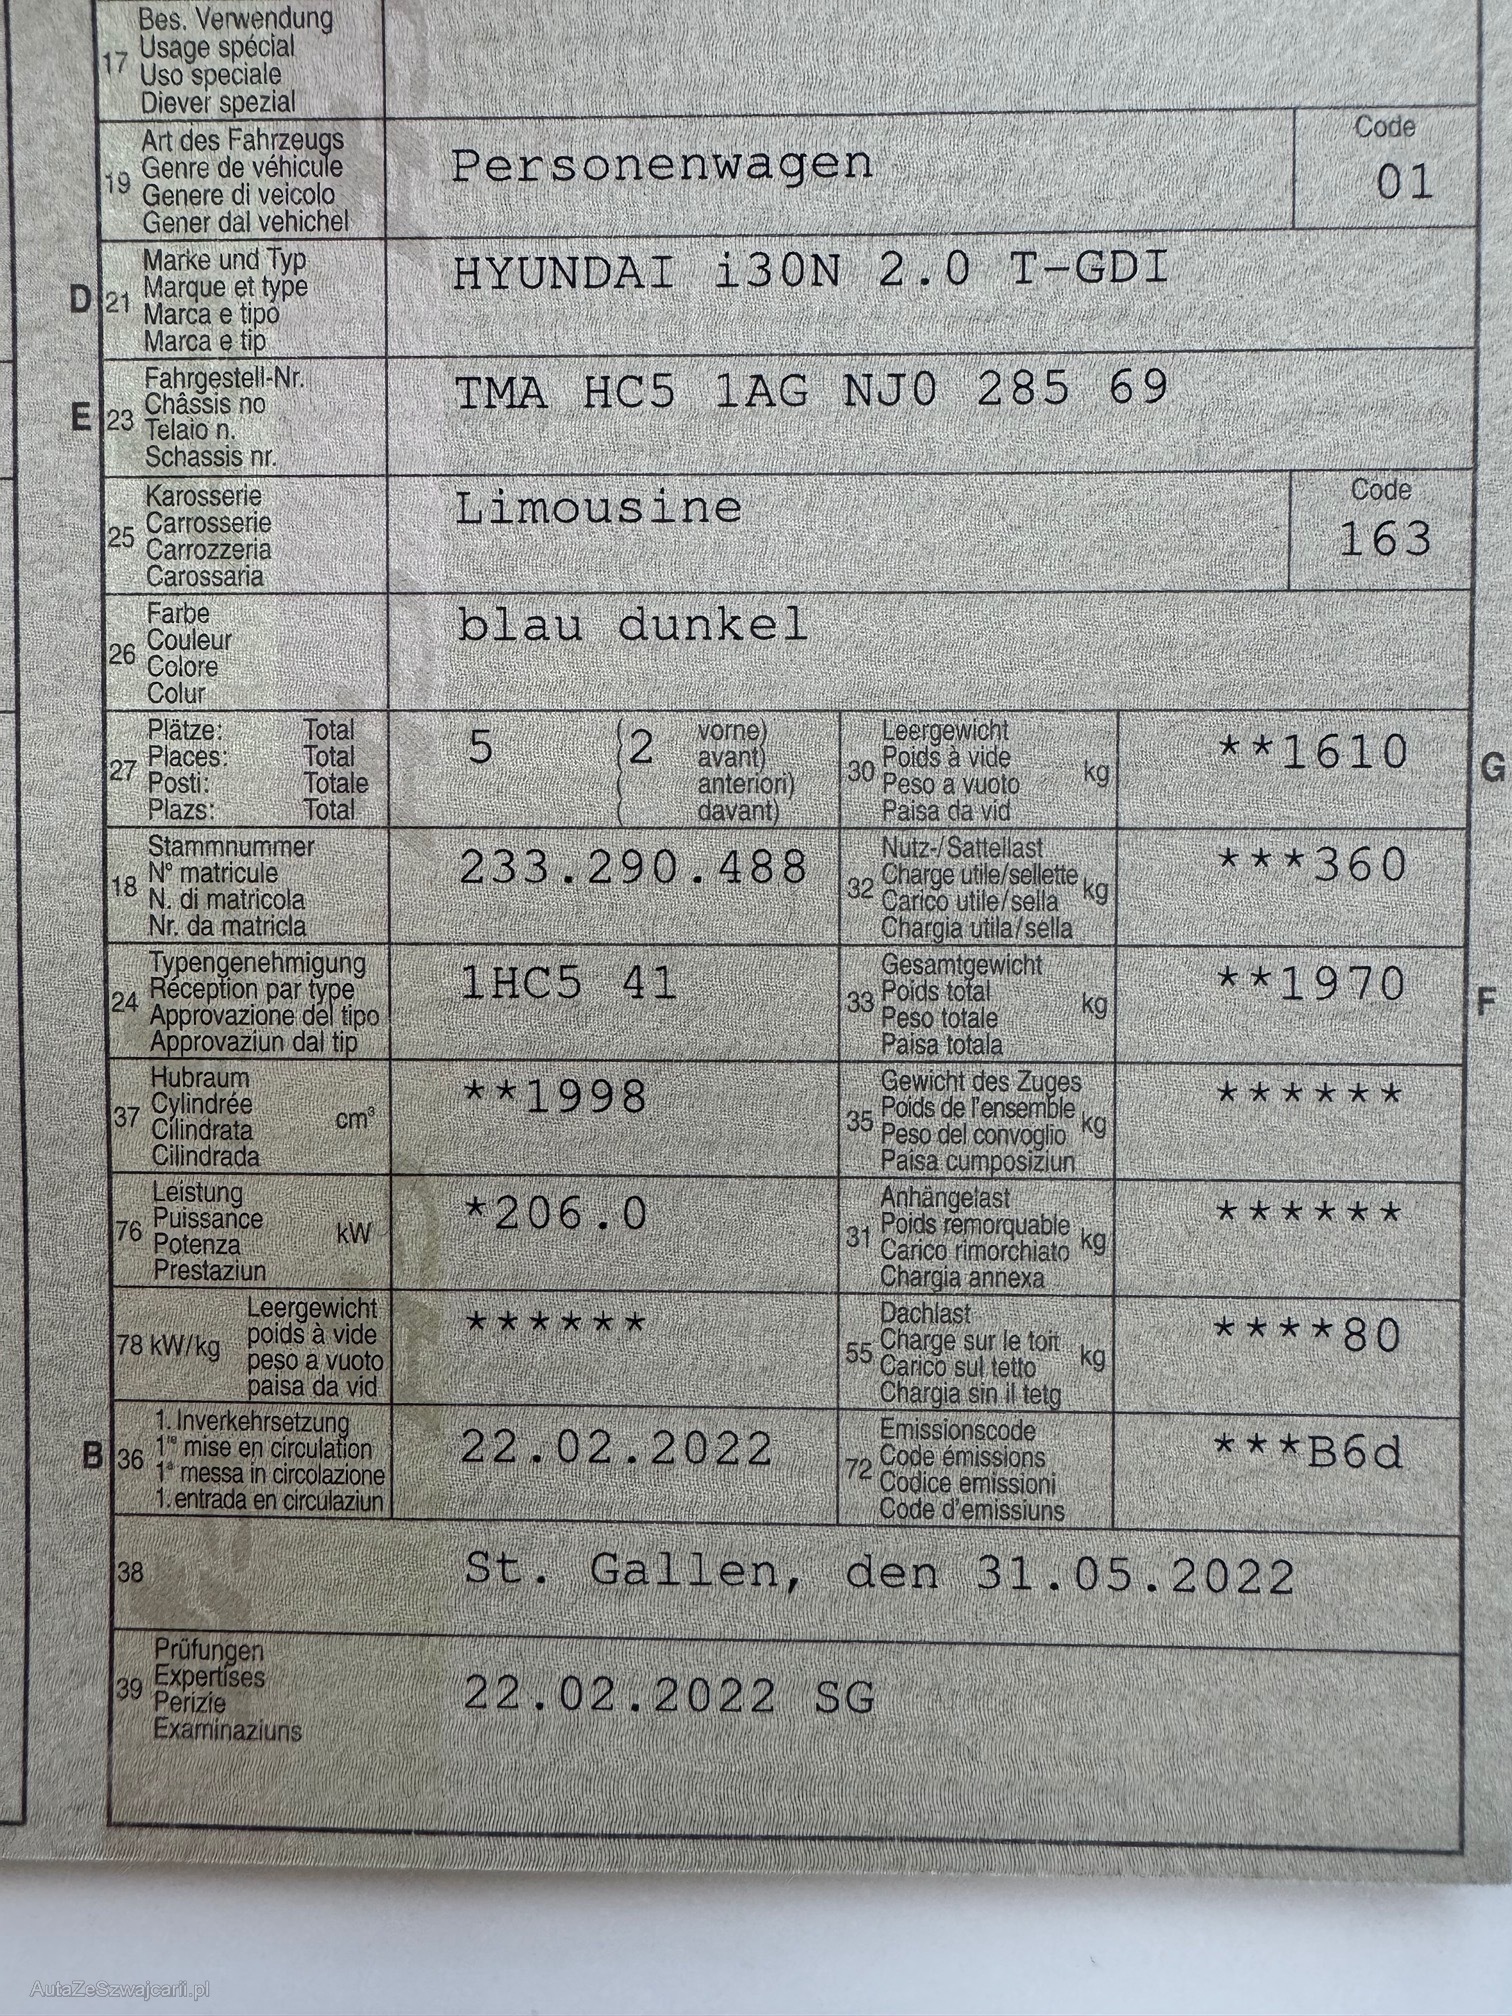 Bes. Verwendung
17 Usage spécial
Uso speciale
Diever spezial
Art des Fahrzeugs
19 Genre de véhicule
Genere di veicolo
Gener dal vehichel
Personenwagen
Code
01
Marke und Typ
D 21 Marque et type
Marca e tipo
Marca e tip
HYUNDAI i30N 2.0 T-GDI
Fahrgestell-Nr.
E 23 Châssis no
Telaio n.
Schassis nr.
TMA HC5 1AG NJ0 285 69
Karosserie
25 Carrosserie
Carrozzeria
Carossaria
Limousine
Code
163
Farbe
26 Couleur
Colore
Colur
blau dunkel
Plätze: Total
27 Places: Total
Posti: Totale
Plazs: Total
5 (2 vorne)
( avant)
( anteriori)
( davant)
Leergewicht
30 Poids à vide kg
Peso a vuoto
Paisa da vid
**1610
G
Stammnummer
18 N° matricule
N. di matricola
Nr. da matricla
233.290.488
Nutz-/Sattellast
32 Charge utile/sellette kg
Carico utile/sella
Chargia utila/sella
***360
Typengenehmigung
24 Réception par type
Approvazione del tipo
Approvaziun dal tip
1HC5 41
Gesamtgewicht
33 Poids total kg
Peso totale
Paisa totala
**1970
F
Hubraum
37 Cylindrée cm³
Cilindrata
Cilindrada
**1998
Gewicht des Zuges
35 Poids de l'ensemble kg
Peso del convoglio
Paisa cumposiziun
******
Leistung
76 Puissance kW
Potenza
Prestaziun
*206.0
Anhängelast
31 Poids remorquable kg
Carico rimorchiato
Chargia annexa
******
Leergewicht
78 kW/kg poids à vide
peso a vuoto
paisa da vid
******
Dachlast
55 Charge sur le toit kg
Carico sul tetto
Chargia sin il tetg
****80
1. Inverkehrsetzung
B 36 1re mise en circulation
1a messa in circolazione
1. entrada en circulaziun
22.02.2022
Emissionscode
72 Code émissions
Codice emissioni
Code d'emissiuns
***B6d
38 St. Gallen, den 31.05.2022
Prüfungen
39 Expertises
Perizie
Examinaziuns
22.02.2022 SG
AutaZeSzwajcarii.pl